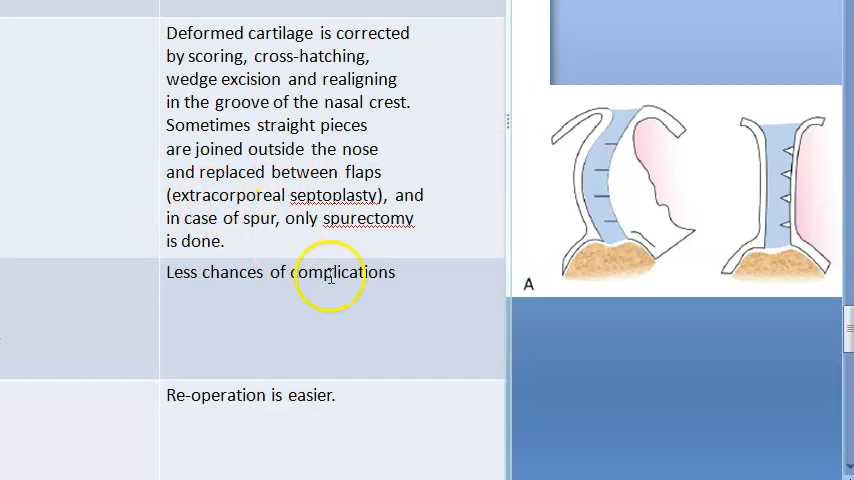 Deformed cartilage is corrected
by scoring, cross-hatching,
wedge excision and realigning
in the groove of the nasal crest.
Sometimes straight pieces
are joined outside the nose
and replaced between flaps
(extracorporeal septoplasty), and
in case of spur, only spurectomy
is done.
Less chances of complications
Re-operation is easier.
A